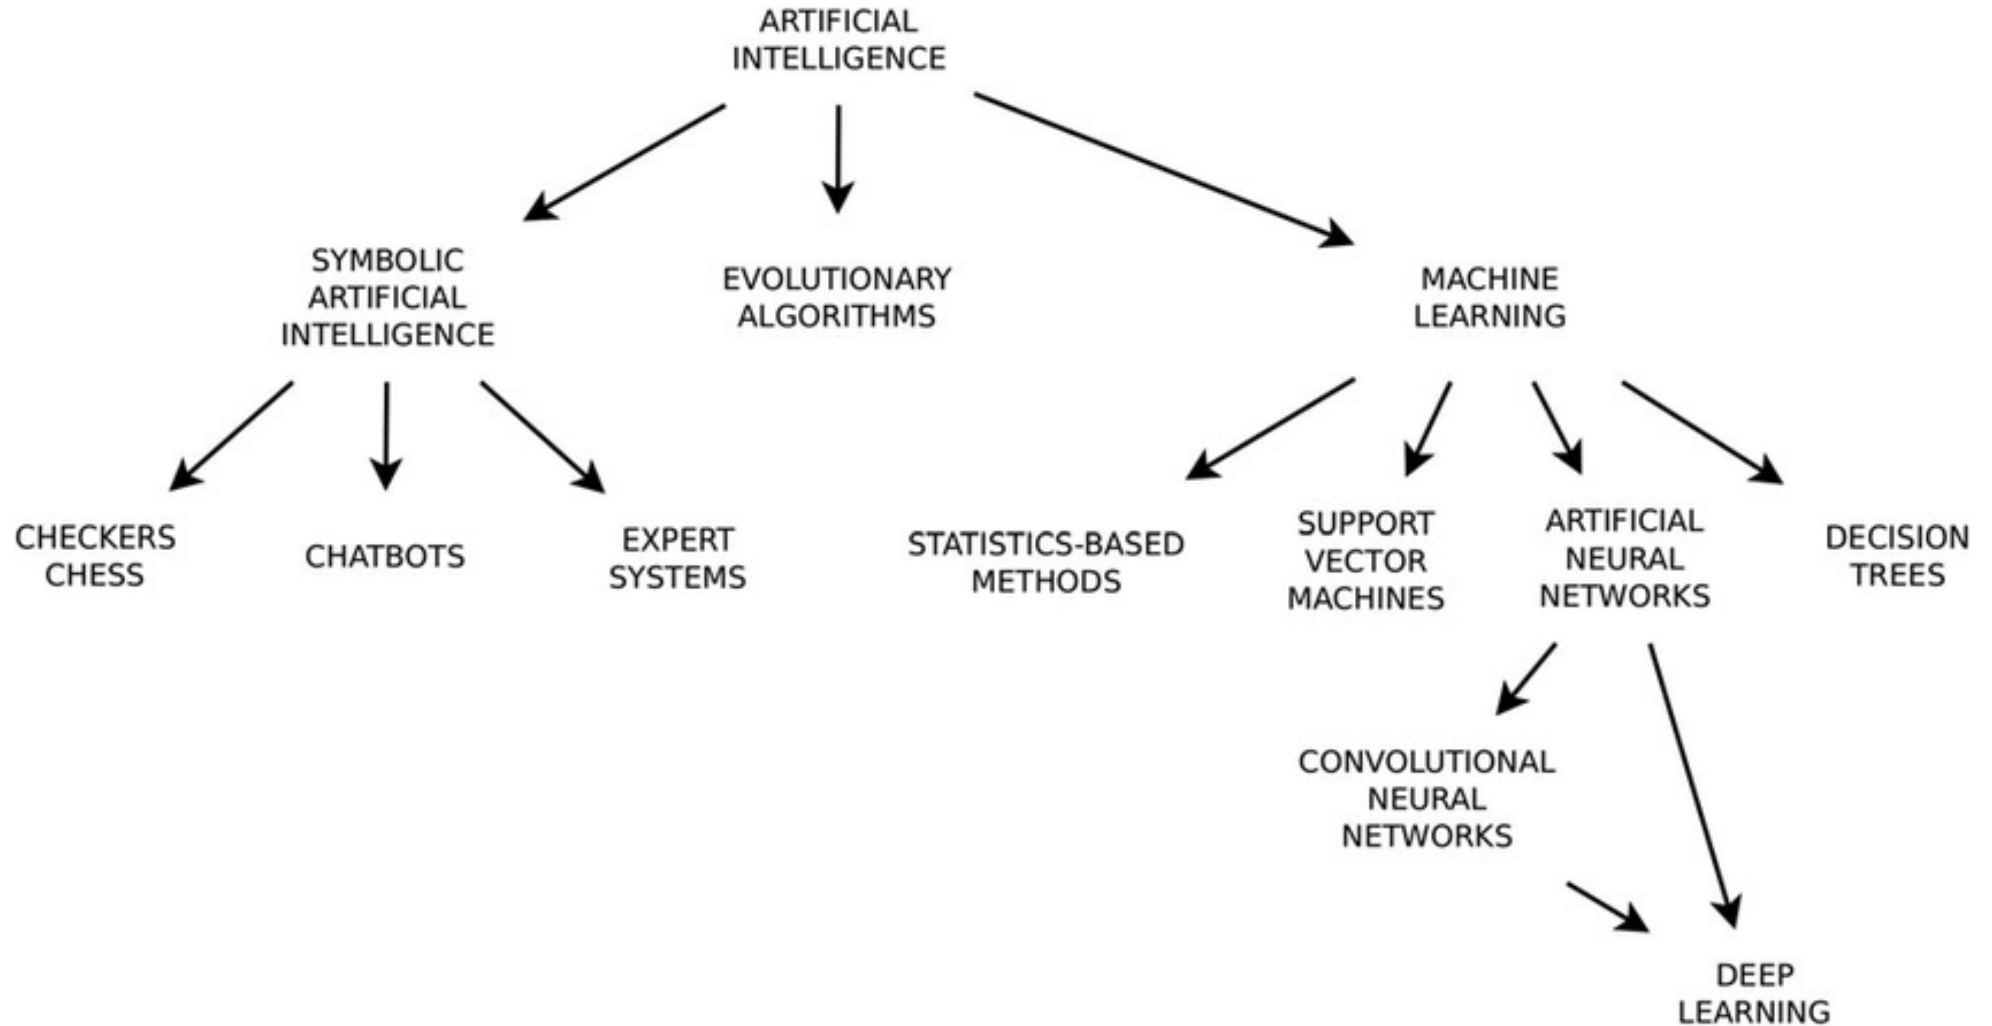 ARTIFICIAL
INTELLIGENCE
SYMBOLIC
ARTIFICIAL
INTELLIGENCE
EVOLUTIONARY
ALGORITHMS
MACHINE
LEARNING
CHECKERS
CHESS
CHATBOTS
EXPERT
SYSTEMS
STATISTICS-BASED
METHODS
SUPPORT
VECTOR
MACHINES
ARTIFICIAL
NEURAL
NETWORKS
DECISION
TREES
CONVOLUTIONAL
NEURAL
NETWORKS
DEEP
LEARNING